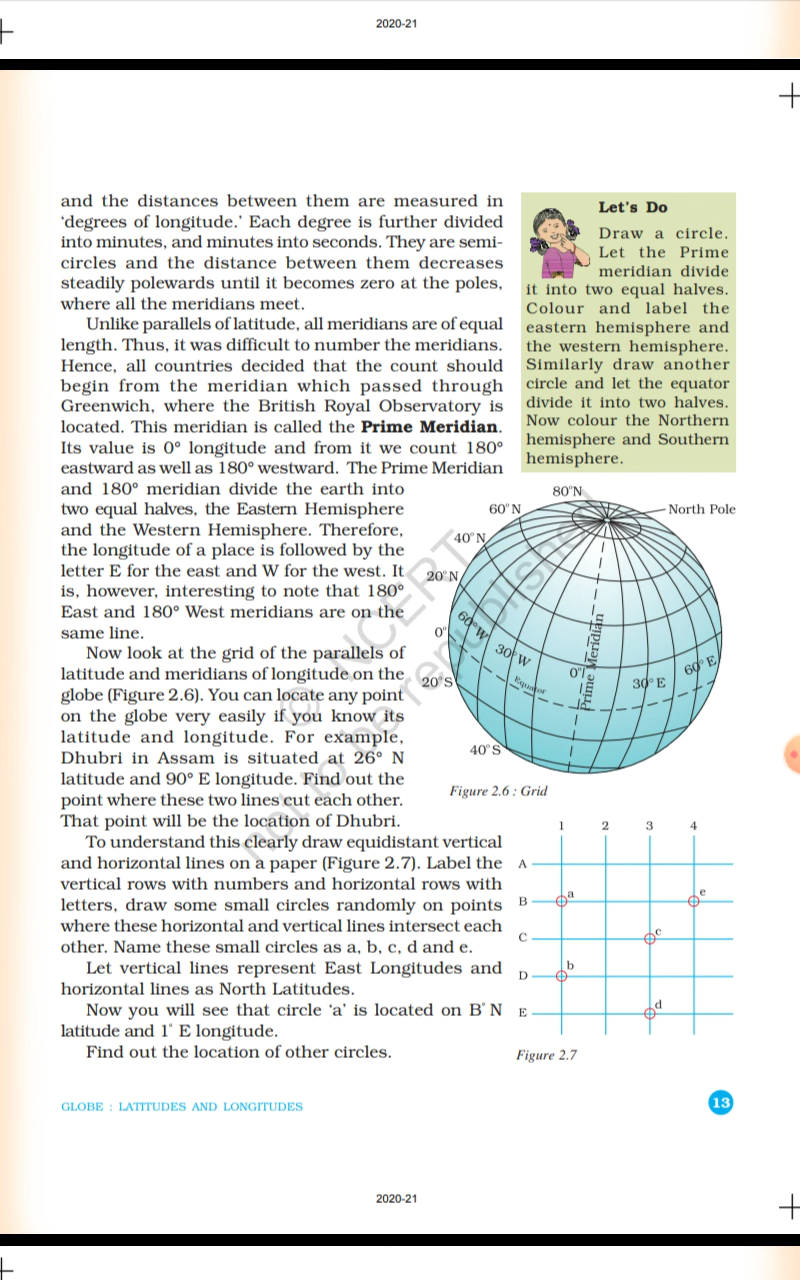 2020-21
and the distances between them are measured in
‘degrees of longitude.’ Each degree is further divided
into minutes, and minutes into seconds. They are semi-
circles and the distance between them decreases
steadily polewards until it becomes zero at the poles,
where all the meridians meet.
Unlike parallels of latitude, all meridians are of equal
length. Thus, it was difficult to number the meridians.
Hence, all countries decided that the count should
begin from the meridian which passed through
Greenwich, where the British Royal Observatory is
located. This meridian is called the Prime Meridian.
Its value is 0° longitude and from it we count 180°
eastward as well as 180° westward. The Prime Meridian
and 180° meridian divide the earth into
two equal halves, the Eastern Hemisphere
and the Western Hemisphere. Therefore,
the longitude of a place is followed by the
letter E for the east and W for the west. It
is, however, interesting to note that 180°
East and 180° West meridians are on the
same line.
Now look at the grid of the parallels of
latitude and meridians of longitude on the
globe (Figure 2.6). You can locate any point
on the globe very easily if you know its
latitude and longitude. For example,
Dhubri in Assam is situated at 26° N
latitude and 90° E longitude. Find out the
point where these two lines cut each other.
That point will be the location of Dhubri.
To understand this clearly draw equidistant vertical
and horizontal lines on a paper (Figure 2.7). Label the
vertical rows with numbers and horizontal rows with
letters, draw some small circles randomly on points
where these horizontal and vertical lines intersect each
other. Name these small circles as a, b, c, d and e.
Let vertical lines represent East Longitudes and
horizontal lines as North Latitudes.
Now you will see that circle ‘a’ is located on B° N
latitude and 1° E longitude.
Find out the location of other circles.
Let's Do
Draw a circle.
Let the Prime
meridian divide
it into two equal halves.
Colour and label the
eastern hemisphere and
the western hemisphere.
Similarly draw another
circle and let the equator
divide it into two halves.
Now colour the Northern
hemisphere and Southern
hemisphere.
80°N
60°N
North Pole
40°N
20°N
0°
60°W
30°W
0°
Prime Meridian
30°E
60°E
Equator
20°S
40°S
Figure 2.6 : Grid
1 2 3 4
A
B
a
e
C
c
D
b
E
d
Figure 2.7
© NCERT
not to be republished
GLOBE : LATITUDES AND LONGITUDES
13
2020-21